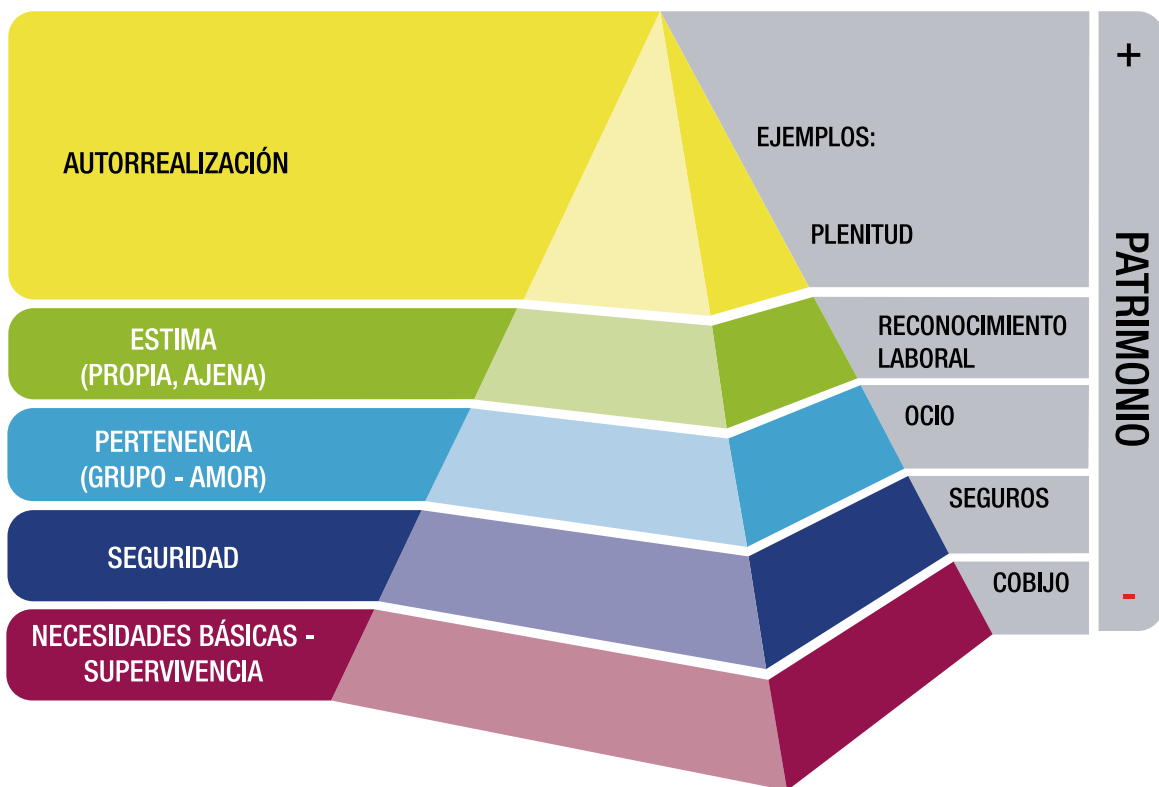 AUTORREALIZACIÓN
EJEMPLOS:
PLENITUD
ESTIMA
(PROPIA, AJENA)
RECONOCIMIENTO
LABORAL
PERTENENCIA
(GRUPO - AMOR)
OCIO
SEGURIDAD
SEGUROS
NECESIDADES BÁSICAS -
SUPERVIVENCIA
COBIJO
+
PATRIMONIO
-